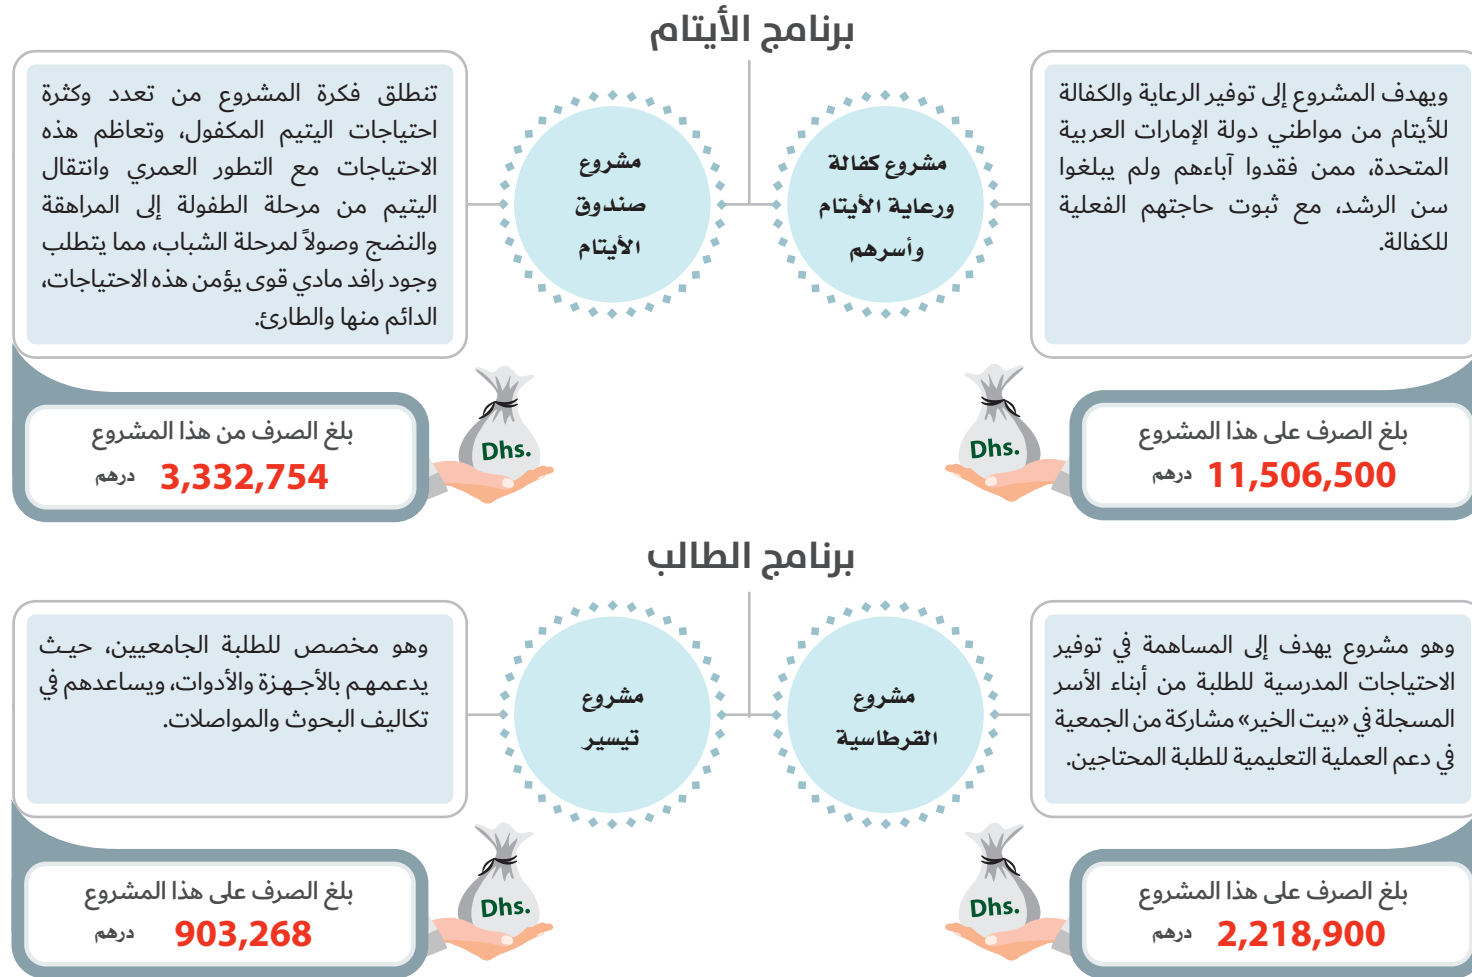 برنامج الأيتام
ويهدف المشروع إلى توفير الرعاية والكفالة
للأيتام من مواطني دولة الإمارات العربية
المتحدة، ممن فقدوا آباءهم ولم يبلغوا
سن الرشد، مع ثبوت حاجتهم الفعلية
للكفالة.
مشروع كفالة
ورعاية الأيتام
وأسرهم
بلغ الصرف على هذا المشروع
11,506,500 درهم
Dhs.
مشروع
صندوق
الأيتام
تنطلق فكرة المشروع من تعدد وكثرة
احتياجات اليتيم المكفول، وتعاظم هذه
الاحتياجات مع التطور العمري وانتقال
اليتيم من مرحلة الطفولة إلى المراهقة
والنضج وصولاً لمرحلة الشباب، مما يتطلب
وجود رافد مادي قوى يؤمن هذه الاحتياجات،
الدائم منها والطارئ.
بلغ الصرف من هذا المشروع
3,332,754 درهم
Dhs.
برنامج الطالب
وهو مشروع يهدف إلى المساهمة في توفير
الاحتياجات المدرسية للطلبة من أبناء الأسر
المسجلة في «بيت الخير» مشاركة من الجمعية
في دعم العملية التعليمية للطلبة المحتاجين.
مشروع
القرطاسية
بلغ الصرف على هذا المشروع
2,218,900 درهم
Dhs.
مشروع
تيسير
وهو مخصص للطلبة الجامعيين، حيث
يدعمهم بالأجهزة والأدوات، ويساعدهم في
تكاليف البحوث والمواصلات.
بلغ الصرف على هذا المشروع
903,268 درهم
Dhs.